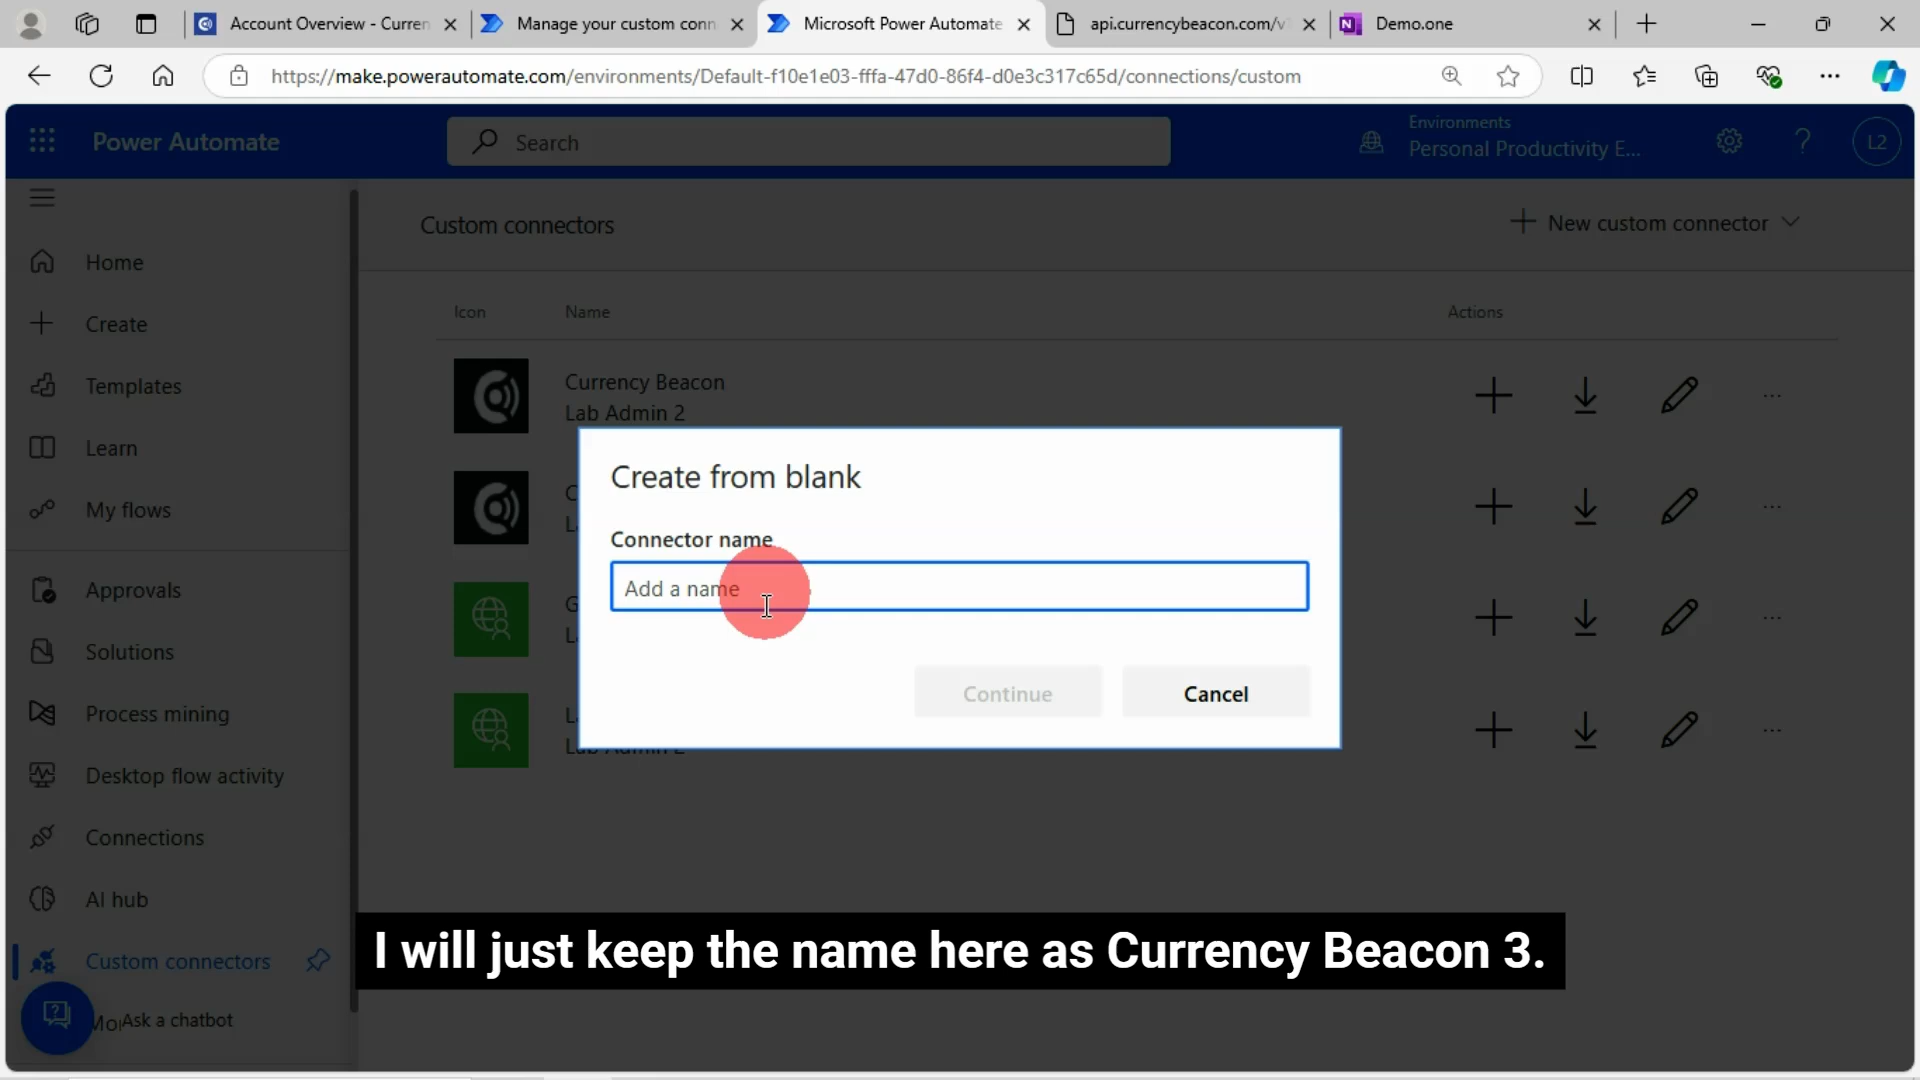 Account Overview - Curren
Manage your custom conn
Microsoft Power Automate
api.currencybeacon.com/v1
Demo.one
https://make.powerautomate.com/environments/Default-f10e1e03-fffa-47d0-86f4-d0e3c317c65d/connections/custom
Power Automate
Search
Environments
Personal Productivity E...
L2
Custom connectors
New custom connector
Home
Create
Templates
Learn
My flows
Approvals
Solutions
Process mining
Desktop flow activity
Connections
AI hub
Custom connectors
Ask a chatbot
Icon
Name
Actions
Currency Beacon
Lab Admin 2
Create from blank
Connector name
Add a name
Continue
Cancel
I will just keep the name here as Currency Beacon 3.